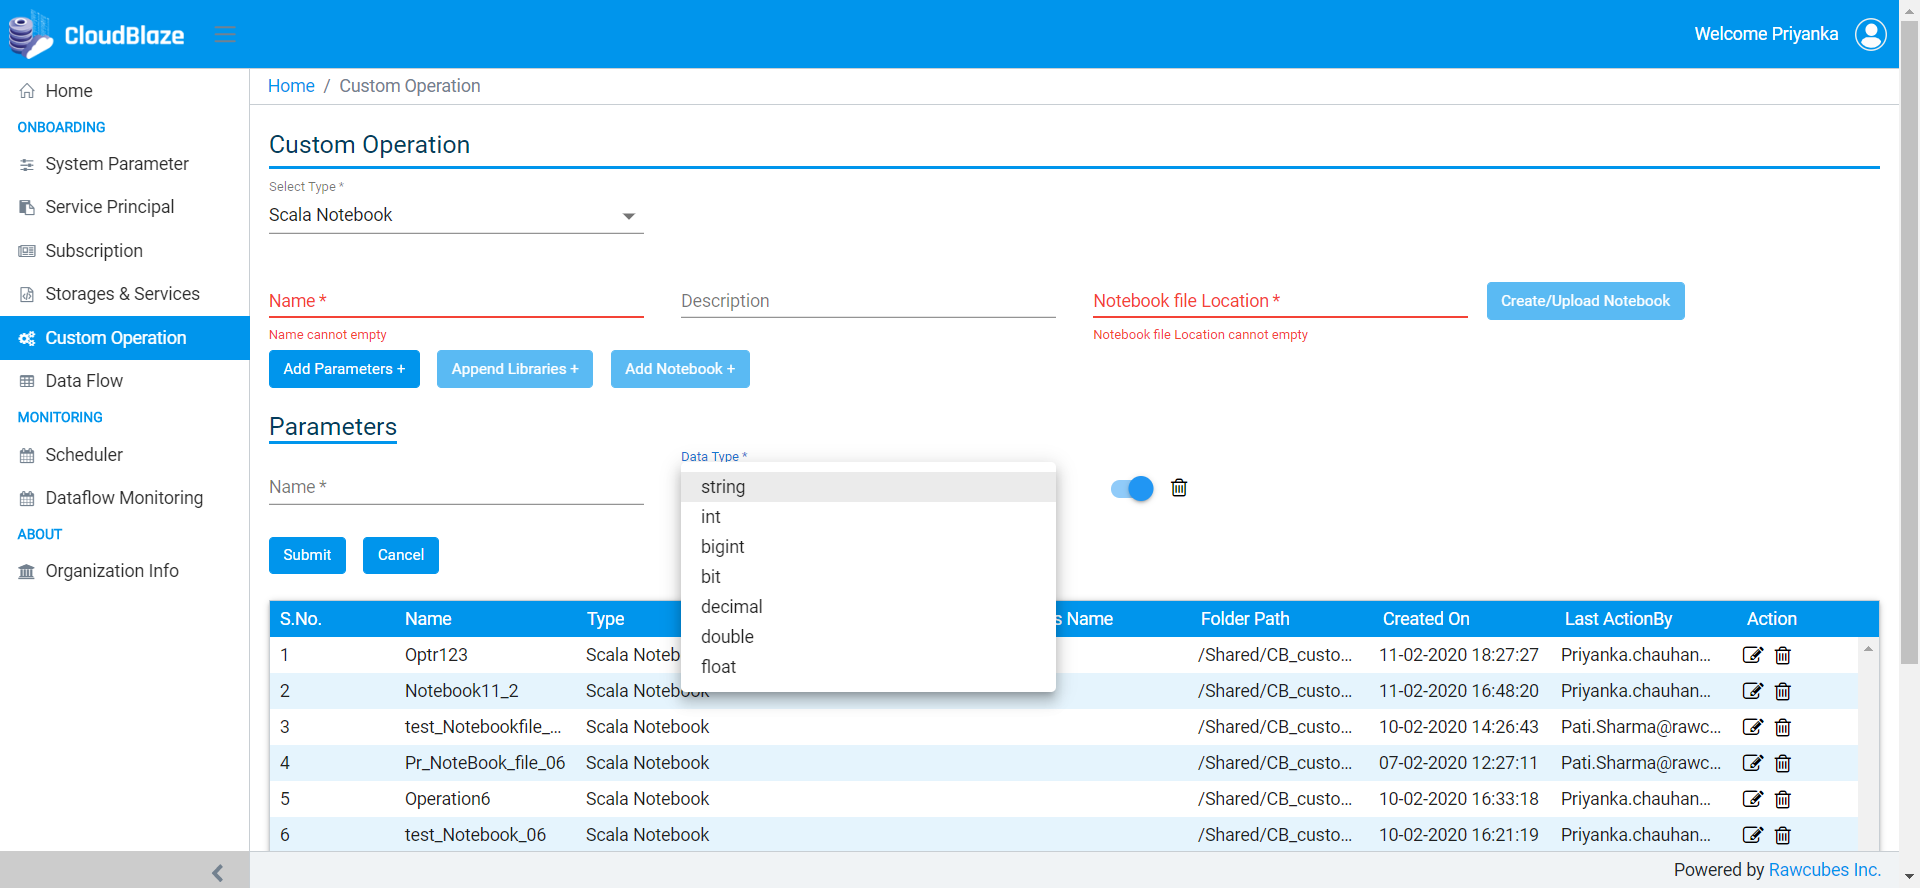 CloudBlaze
Welcome Priyanka
Home
ONBOARDING
System Parameter
Service Principal
Subscription
Storages & Services
Custom Operation
Data Flow
MONITORING
Scheduler
Dataflow Monitoring
ABOUT
Organization Info
Home / Custom Operation
Custom Operation
Select Type *
Scala Notebook
Name * Description Notebook file Location * Create/Upload Notebook
Name cannot empty Notebook file Location cannot empty
Add Parameters + Append Libraries + Add Notebook +
Parameters
Data Type *
Name *
string
int
bigint
bit
decimal
double
float
Submit Cancel
S.No. Name Type s Name Folder Path Created On Last ActionBy Action
1 Optr123 Scala Noteb /Shared/CB_custo... 11-02-2020 18:27:27 Priyanka.chauhan...
2 Notebook11_2 Scala Notebook /Shared/CB_custo... 11-02-2020 16:48:20 Priyanka.chauhan...
3 test_Notebookfile_... Scala Notebook /Shared/CB_custo... 10-02-2020 14:26:43 Pati.Sharma@rawc...
4 Pr_NoteBook_file_06 Scala Notebook /Shared/CB_custo... 07-02-2020 12:27:11 Pati.Sharma@rawc...
5 Operation6 Scala Notebook /Shared/CB_custo... 10-02-2020 16:33:18 Priyanka.chauhan...
6 test_Notebook_06 Scala Notebook /Shared/CB_custo... 10-02-2020 16:21:19 Priyanka.chauhan...
Powered by Rawcubes Inc.